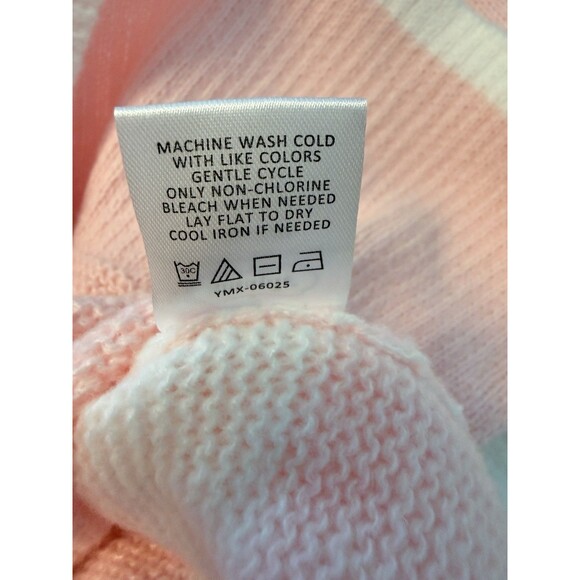 MACHINE WASH COLD
WITH LIKE COLORS
GENTLE CYCLE
ONLY NON-CHLORINE
BLEACH WHEN NEEDED
LAY FLAT TO DRY
COOL IRON IF NEEDED
30C
YMX-06025